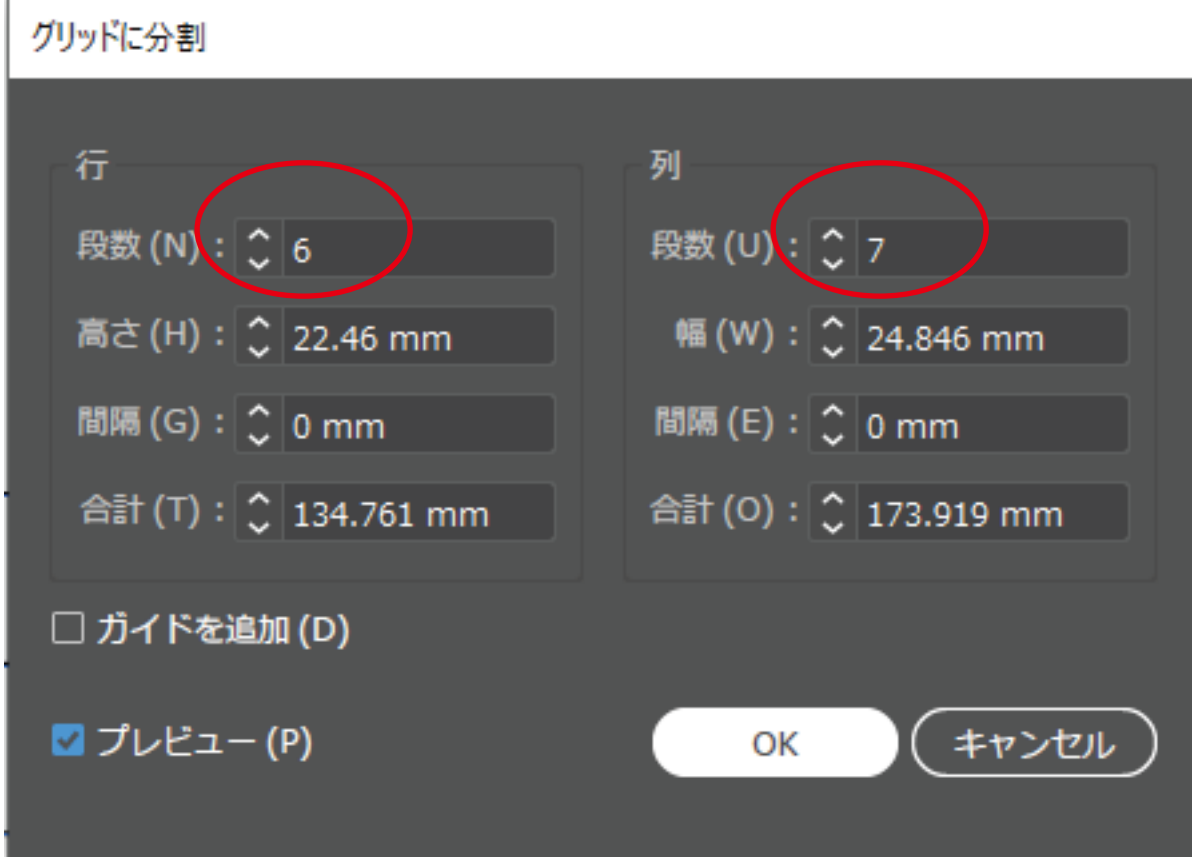 グリッドに分割
行
段数 (N) : 6
高さ (H) : 22.46 mm
間隔 (G) : 0 mm
合計 (T) : 134.761 mm
列
段数 (U) : 7
幅 (W) : 24.846 mm
間隔 (E) : 0 mm
合計 (O) : 173.919 mm
ガイドを追加 (D)
プレビュー (P)
OK
キャンセル